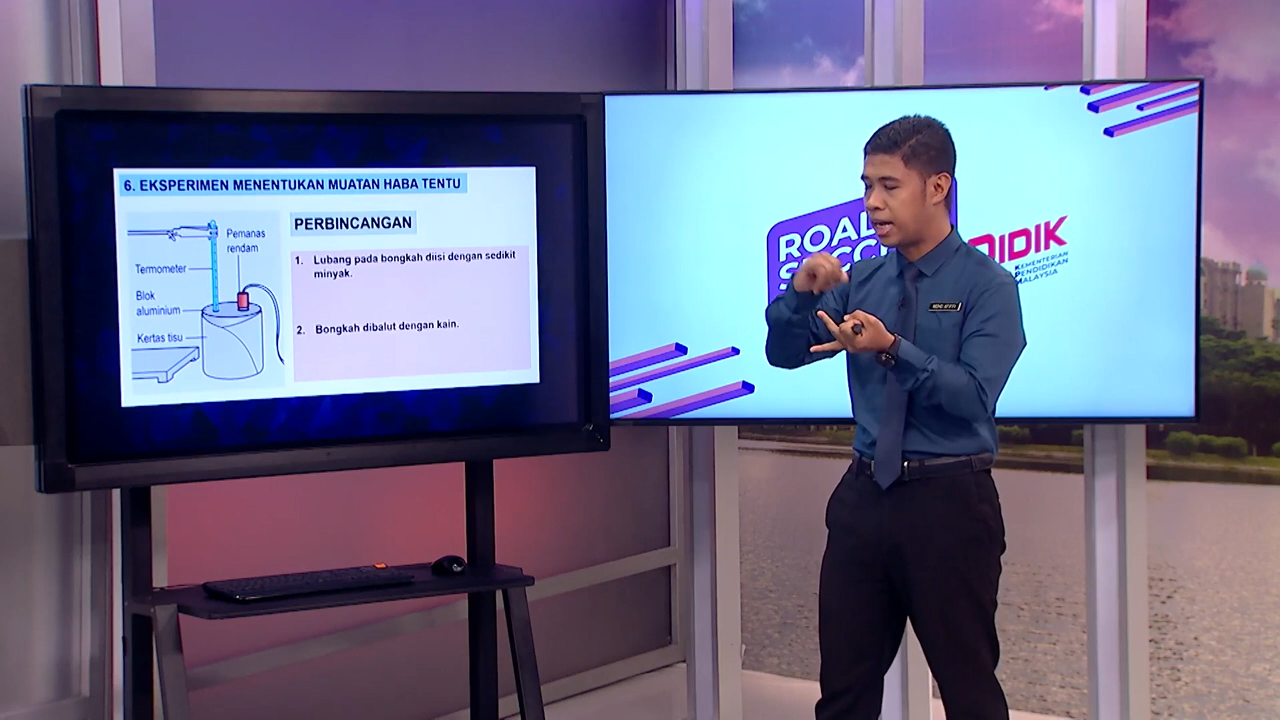 6. EKSPERIMEN MENENTUKAN MUATAN HABA TENTU
PERBINCANGAN
Pemanas
rendam
Termometer
Blok
aluminium
Kertas tisu
1. Lubang pada bongkah diisi dengan sedikit
minyak.
2. Bongkah dibalut dengan kain.
ROAD
DIDIK
KEMENTERIAN
PENDIDIKAN
MALAYSIA